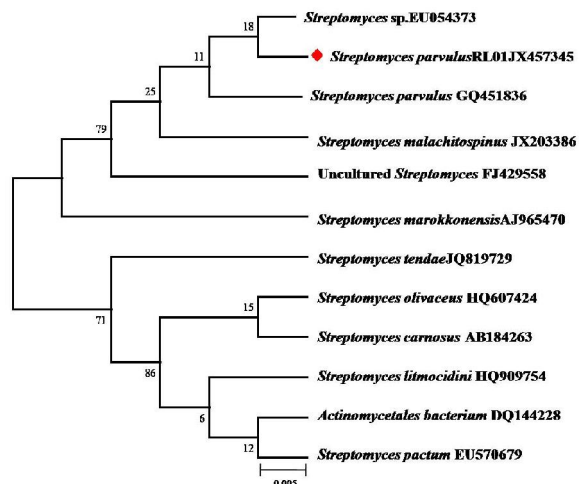 Streptomyces sp.EU054373
18
Streptomyces parvulusRL01JX457345
11
Streptomyces parvulus GQ451836
25
Streptomyces malachitospinus JX203386
79
Uncultured Streptomyces FJ429558
Streptomyces marokkonensisAJ965470
Streptomyces tendaeJQ819729
71
Streptomyces olivaceus HQ607424
15
Streptomyces carnosus AB184263
86
Streptomyces litmocidini HQ909754
6
Actinomycetales bacterium DQ144228
12
Streptomyces pactum EU570679
0.005